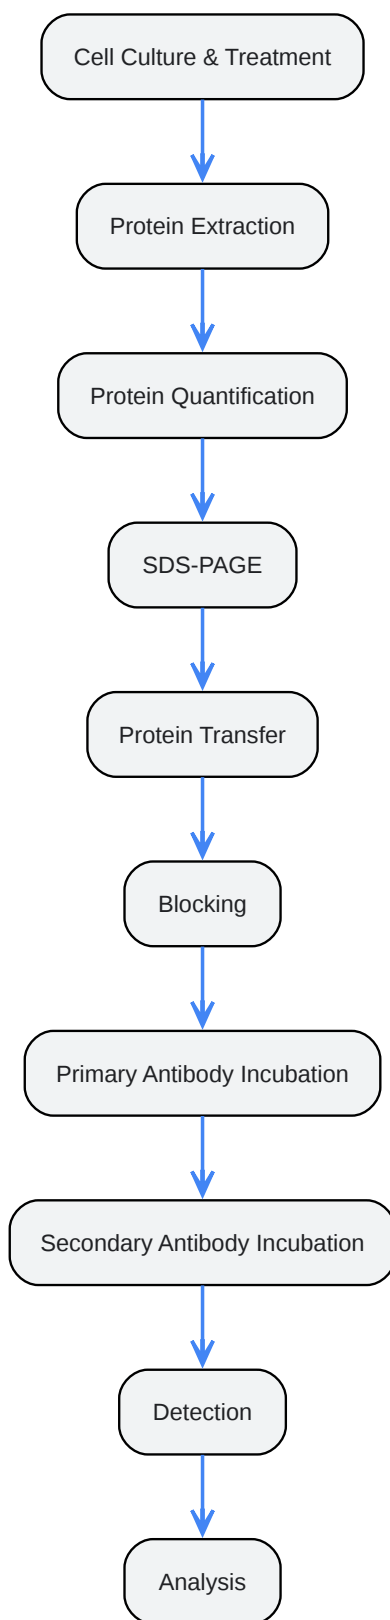 Cell Culture & Treatment
Protein Extraction
Protein Quantification
SDS-PAGE
Protein Transfer
Blocking
Primary Antibody Incubation
Secondary Antibody Incubation
Detection
Analysis